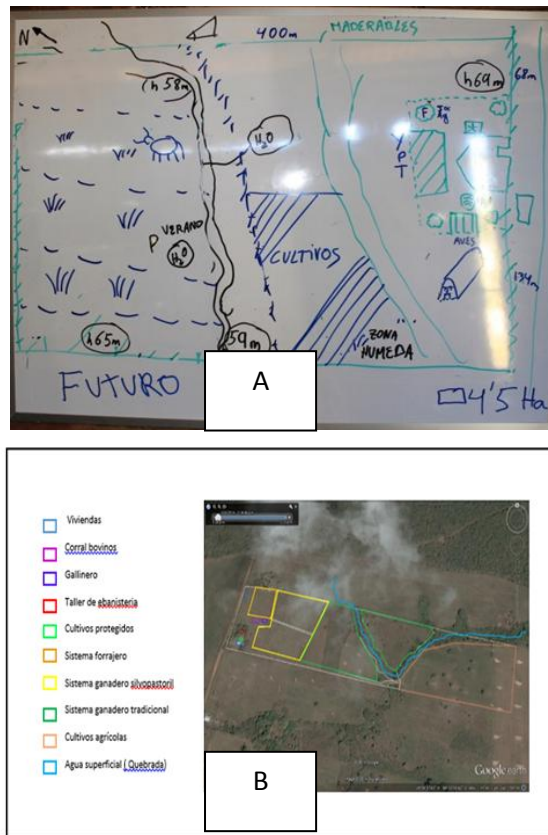 N
400m
MADERABLES
h 58m
h69m
68m
F
H₂O
Y
P
T
VERANO
P
H₂O
CULTIVOS
AVES
134m
h65m
59m
ZONA
HUMEDA
FUTURO
4'5 Ha
A
Viviendas
Corral bovinos
Gallinero
Taller de ebanistería
Cultivos protegidos
Sistema forrajero
Sistema ganadero silvopastoril
Sistema ganadero tradicional
Cultivos agrícolas
Agua superficial ( Quebrada)
Google earth
B